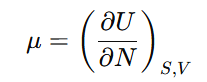 μ = (∂U/∂N)_{S,V}